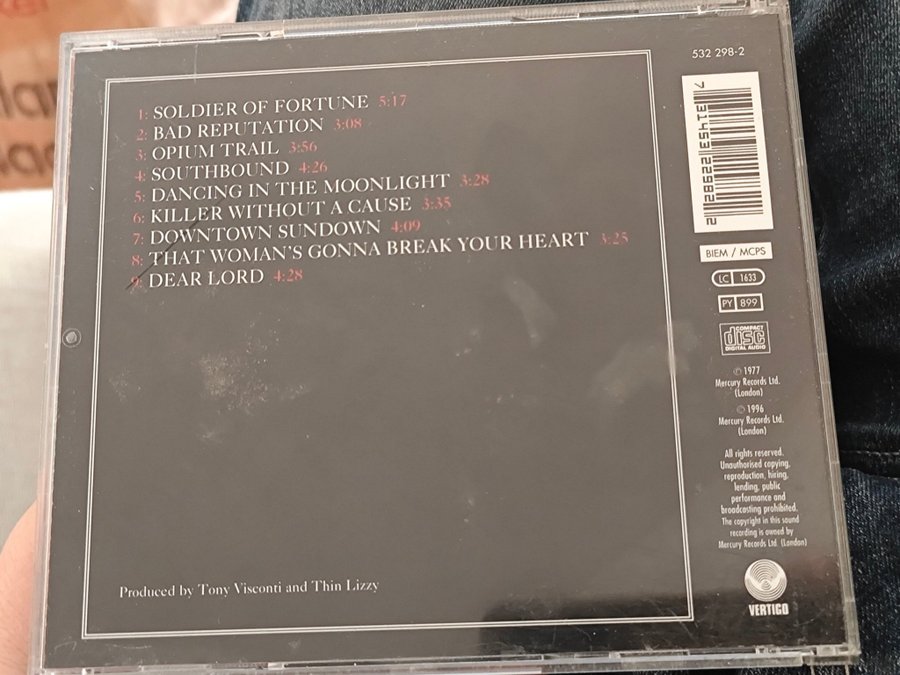 1: SOLDIER OF FORTUNE 5:17
2: BAD REPUTATION 3:08
3: OPIUM TRAIL 3:56
4: SOUTHBOUND 4:26
5: DANCING IN THE MOONLIGHT 3:28
6: KILLER WITHOUT A CAUSE 3:35
7: DOWNTOWN SUNDOWN 4:09
8: THAT WOMAN'S GONNA BREAK YOUR HEART 3:25
9: DEAR LORD 4:28
Produced by Tony Visconti and Thin Lizzy
532 298-2
7 31453 22982 2
BIEM / MCPS
LC 1633
PY 899
COMPACT
disc
DIGITAL AUDIO
℗ 1977
Mercury Records Ltd.
(London)
© 1996
Mercury Records Ltd.
(London)
All rights reserved.
Unauthorised copying,
reproduction, hiring,
lending, public
performance and
broadcasting prohibited.
The copyright in this sound
recording is owned by
Mercury Records Ltd. (London)
VERTIGO